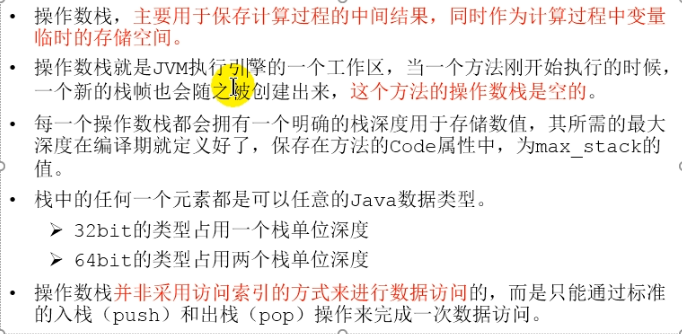 • 操作数栈，主要用于保存计算过程的中间结果，同时作为计算过程中变量
临时的存储空间。
• 操作数栈就是JVM执行引擎的一个工作区，当一个方法刚开始执行的时候，
一个新的栈帧也会随之被创建出来，这个方法的操作数栈是空的。
• 每一个操作数栈都会拥有一个明确的栈深度用于存储数值，其所需的最大
深度在编译期就定义好了，保存在方法的Code属性中，为max_stack的
值。
• 栈中的任何一个元素都是可以任意的Java数据类型。
➢ 32bit的类型占用一个栈单位深度
➢ 64bit的类型占用两个栈单位深度
• 操作数栈并非采用访问索引的方式来进行数据访问的，而是只能通过标准
的入栈（push）和出栈（pop）操作来完成一次数据访问。